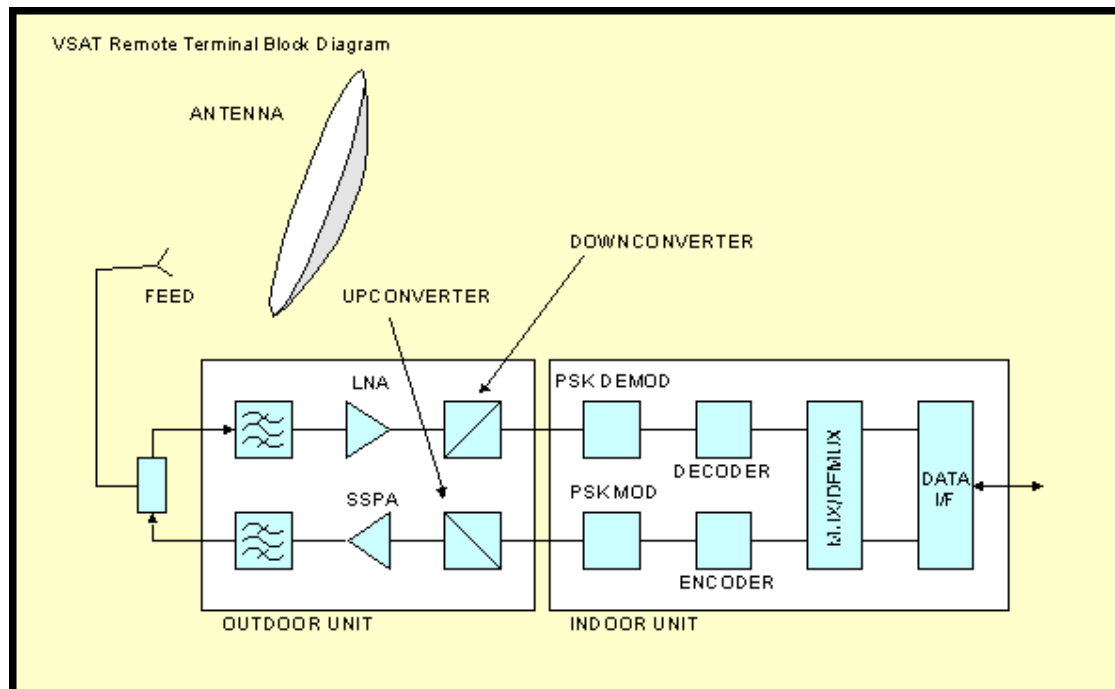 VSAT Remote Terminal Block Diagram
ANTENNA
DOWNCONVERTER
FEED
UPCONVERTER
LNA
PSK DEMOD
DECODER
MUX/DEMUX
DATA
I/F
SSPA
PSK MOD
ENCODER
OUTDOOR UNIT
INDOOR UNIT